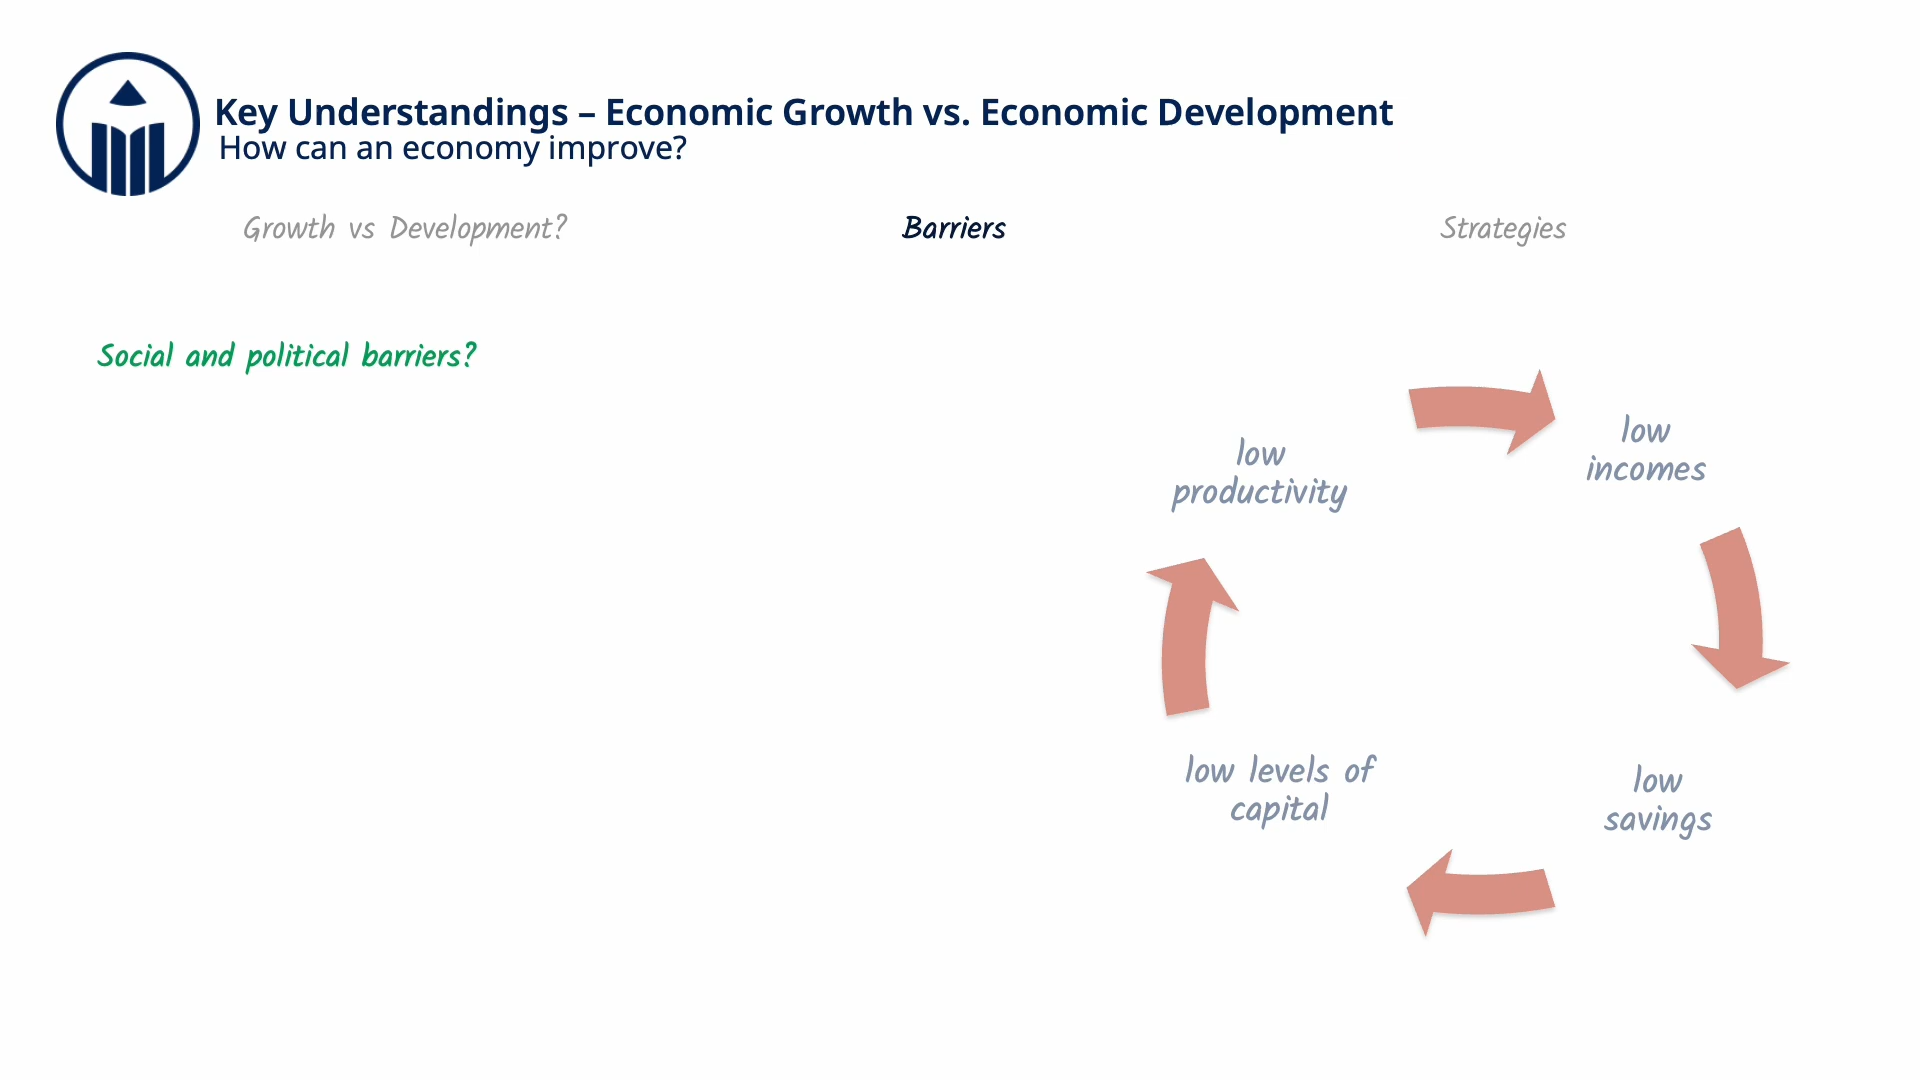 Key Understandings – Economic Growth vs. Economic Development
How can an economy improve?
Growth vs Development?
Barriers
Strategies
Social and political barriers?
low
productivity
low
incomes
low levels of
capital
low
savings